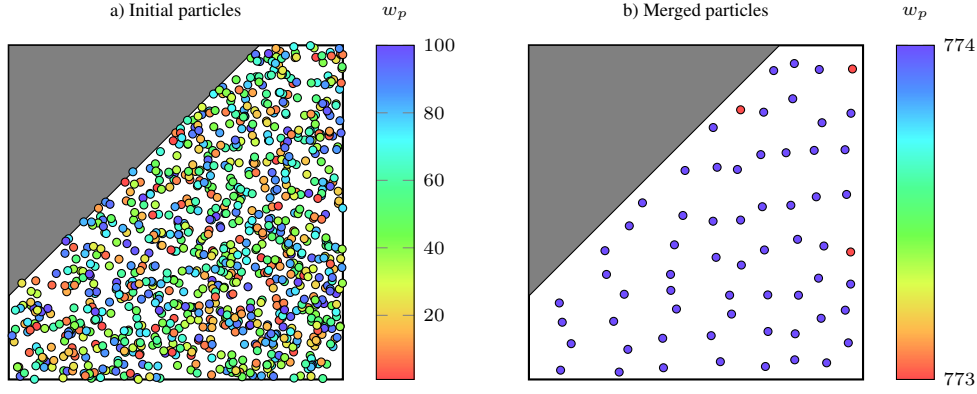 a) Initial particles
w_p
100
80
60
40
20
b) Merged particles
w_p
774
773